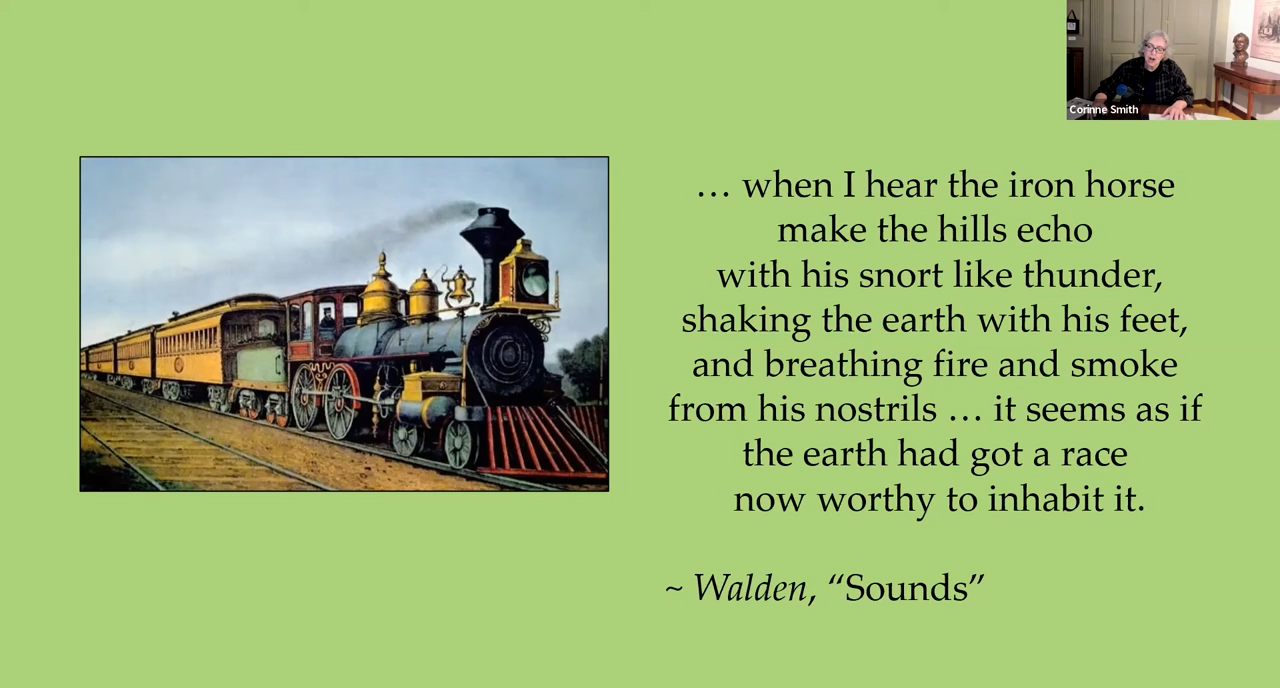 Corinne Smith
… when I hear the iron horse
make the hills echo
with his snort like thunder,
shaking the earth with his feet,
and breathing fire and smoke
from his nostrils … it seems as if
the earth had got a race
now worthy to inhabit it.
~ Walden, “Sounds”